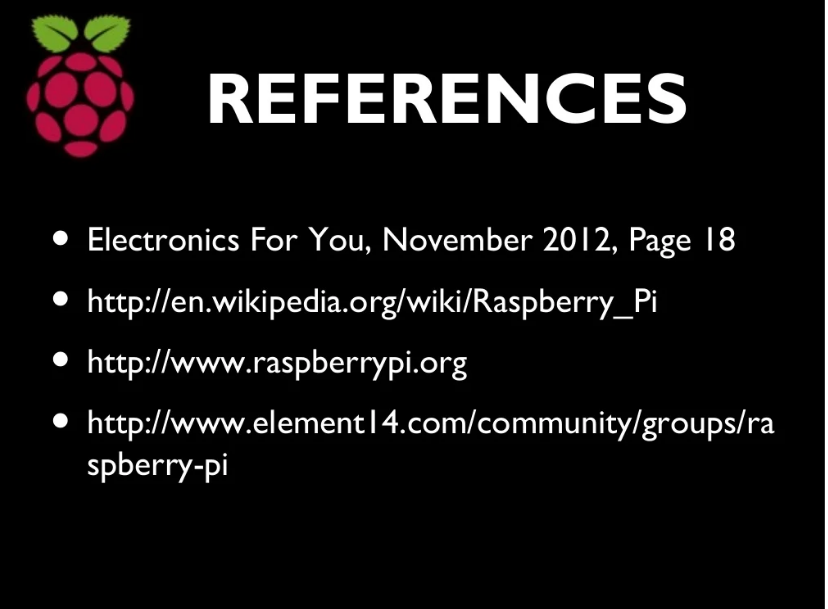 REFERENCES
• Electronics For You, November 2012, Page 18
• http://en.wikipedia.org/wiki/Raspberry_Pi
• http://www.raspberrypi.org
• http://www.element14.com/community/groups/ra
spberry-pi